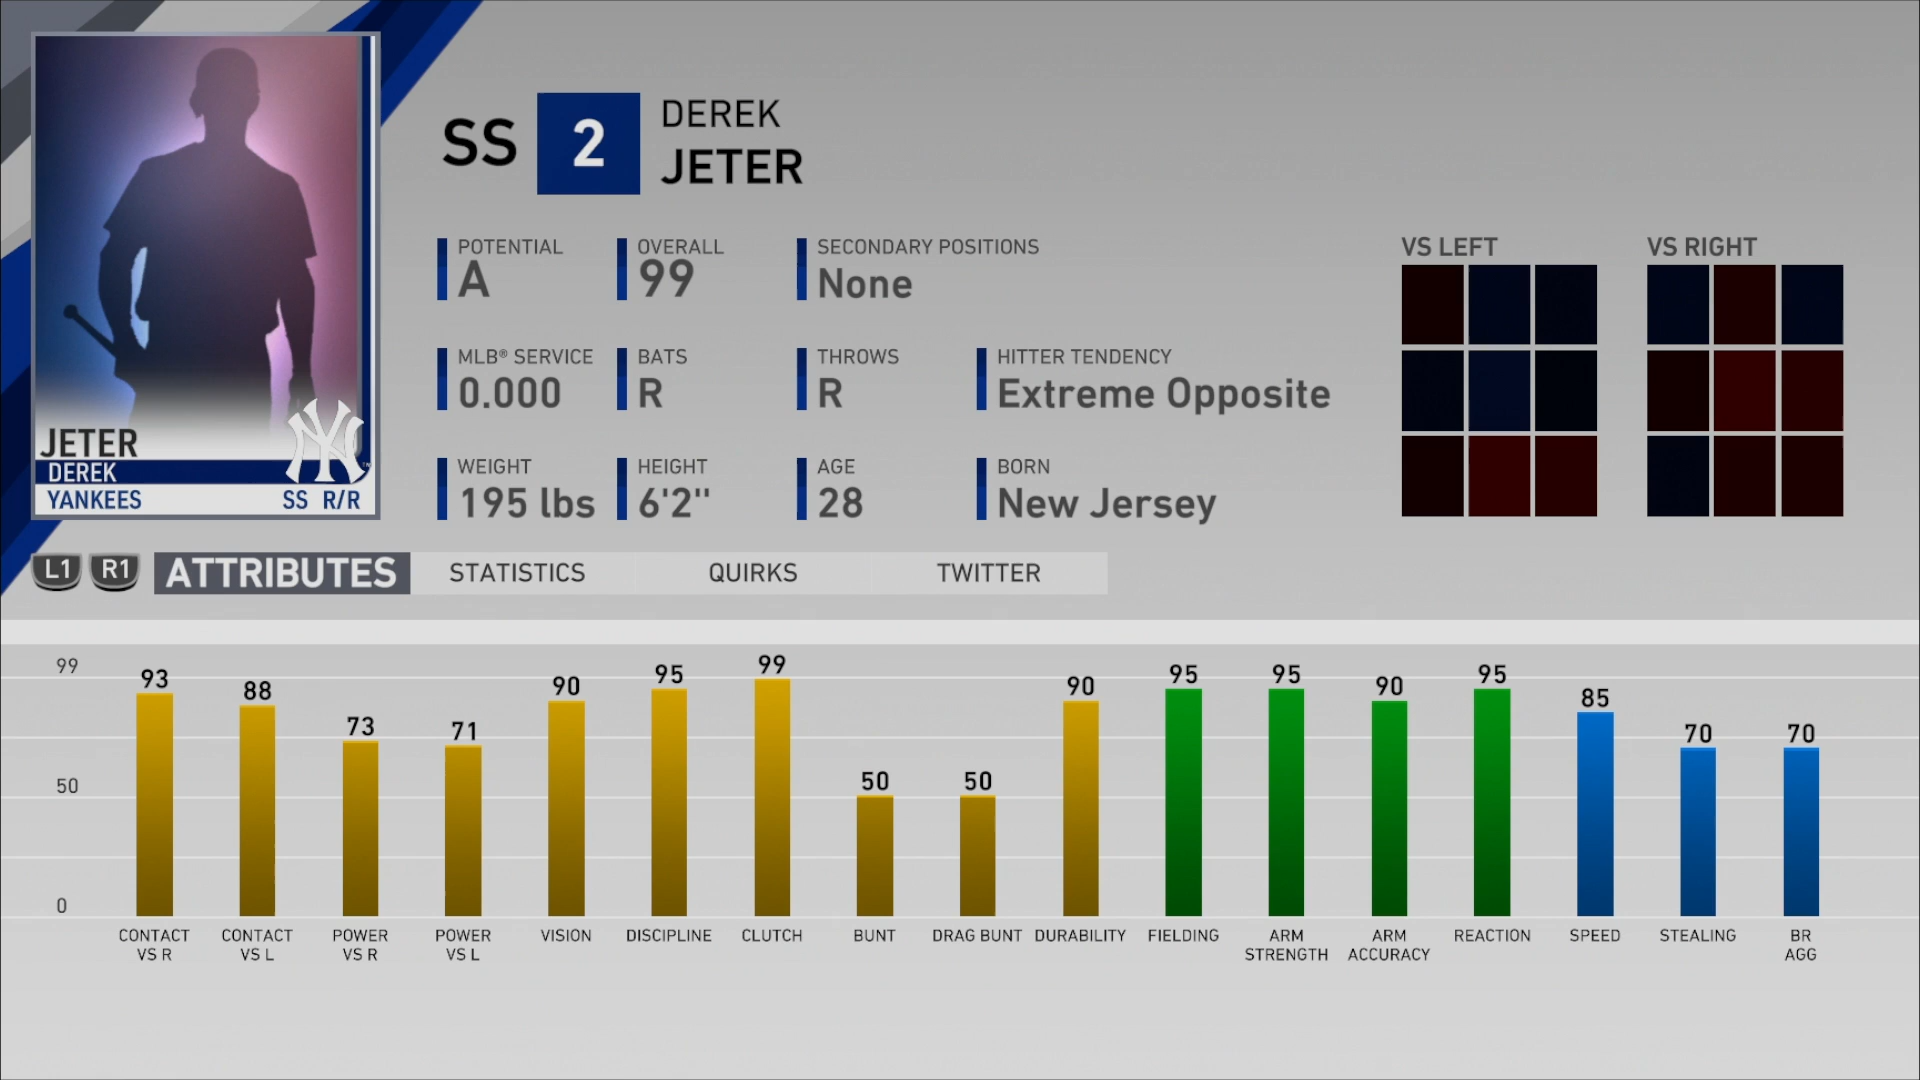 SS 2 DEREK
JETER
POTENTIAL OVERALL SECONDARY POSITIONS
A 99 None
MLB® SERVICE BATS THROWS HITTER TENDENCY
0.000 R R Extreme Opposite
WEIGHT HEIGHT AGE BORN
195 lbs 6'2" 28 New Jersey
VS LEFT VS RIGHT
JETER
DEREK
YANKEES SS R/R
NY
L1 R1 ATTRIBUTES STATISTICS QUIRKS TWITTER
99
50
0
93 88 73 71 90 95 99 50 50 90 95 95 90 95 85 70 70
CONTACT VS R
CONTACT VS L
POWER VS R
POWER VS L
VISION
DISCIPLINE
CLUTCH
BUNT
DRAG BUNT
DURABILITY
FIELDING
ARM STRENGTH
ARM ACCURACY
REACTION
SPEED
STEALING
BR AGG